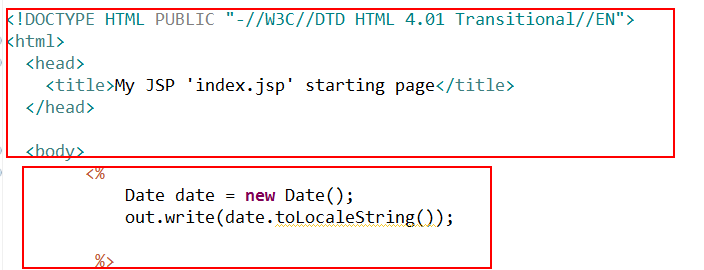 <!DOCTYPE HTML PUBLIC "-//W3C//DTD HTML 4.01 Transitional//EN">
<html>
<head>
<title>My JSP 'index.jsp' starting page</title>
</head>
<body>
<%
Date date = new Date();
out.write(date.toLocaleString());
%>